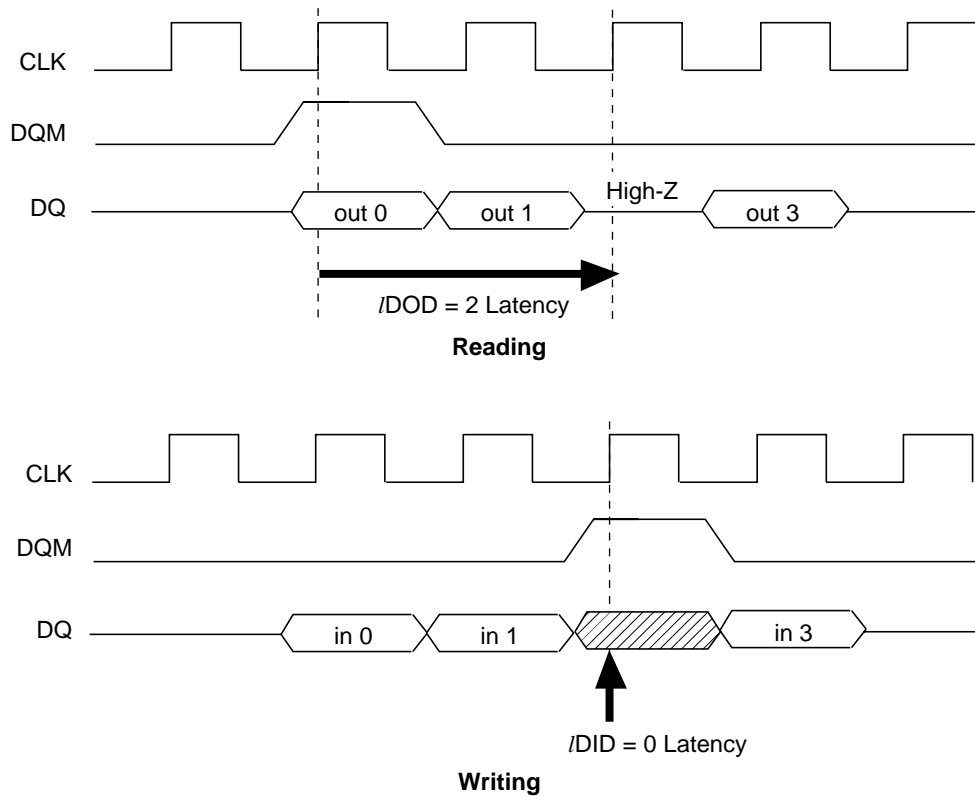 CLK
DQM
High-Z
DQ out 0 out 1 out 3
lDOD = 2 Latency
Reading
CLK
DQM
DQ in 0 in 1 in 3
lDID = 0 Latency
Writing